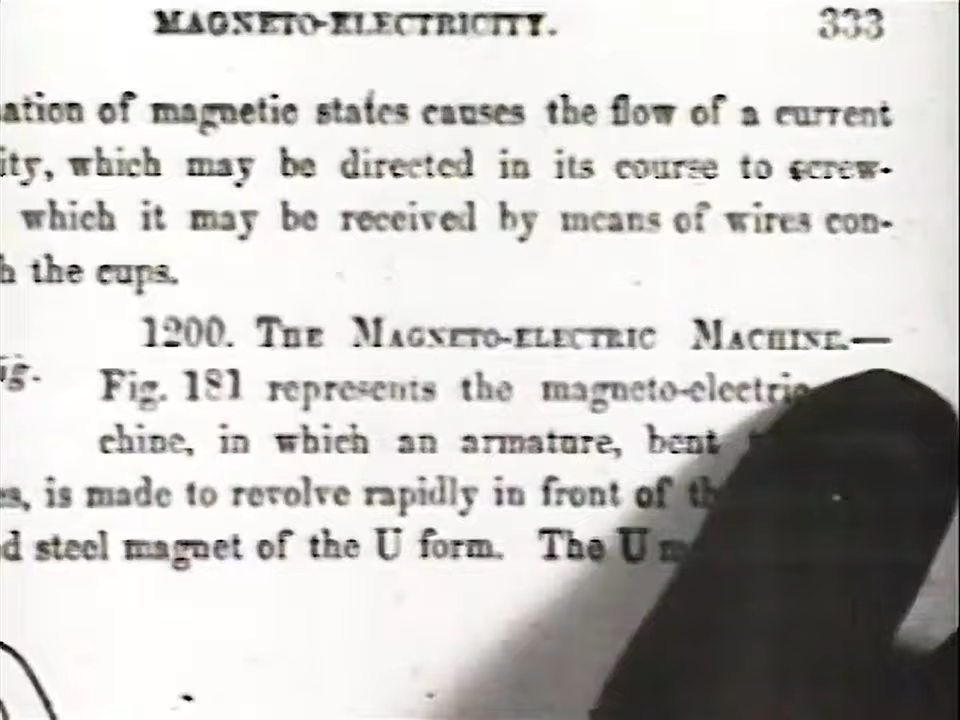 MAGNETO-ELECTRICITY. 333
ation of magnetic states causes the flow of a current
ity, which may be directed in its course to screw-
which it may be received by means of wires con-
h the cups.
1200. THE MAGNETO-ELECTRIC MACHINE.—
ig.
Fig. 181 represents the magneto-electric
chine, in which an armature, bent
es, is made to revolve rapidly in front of th
d steel magnet of the U form. The U m